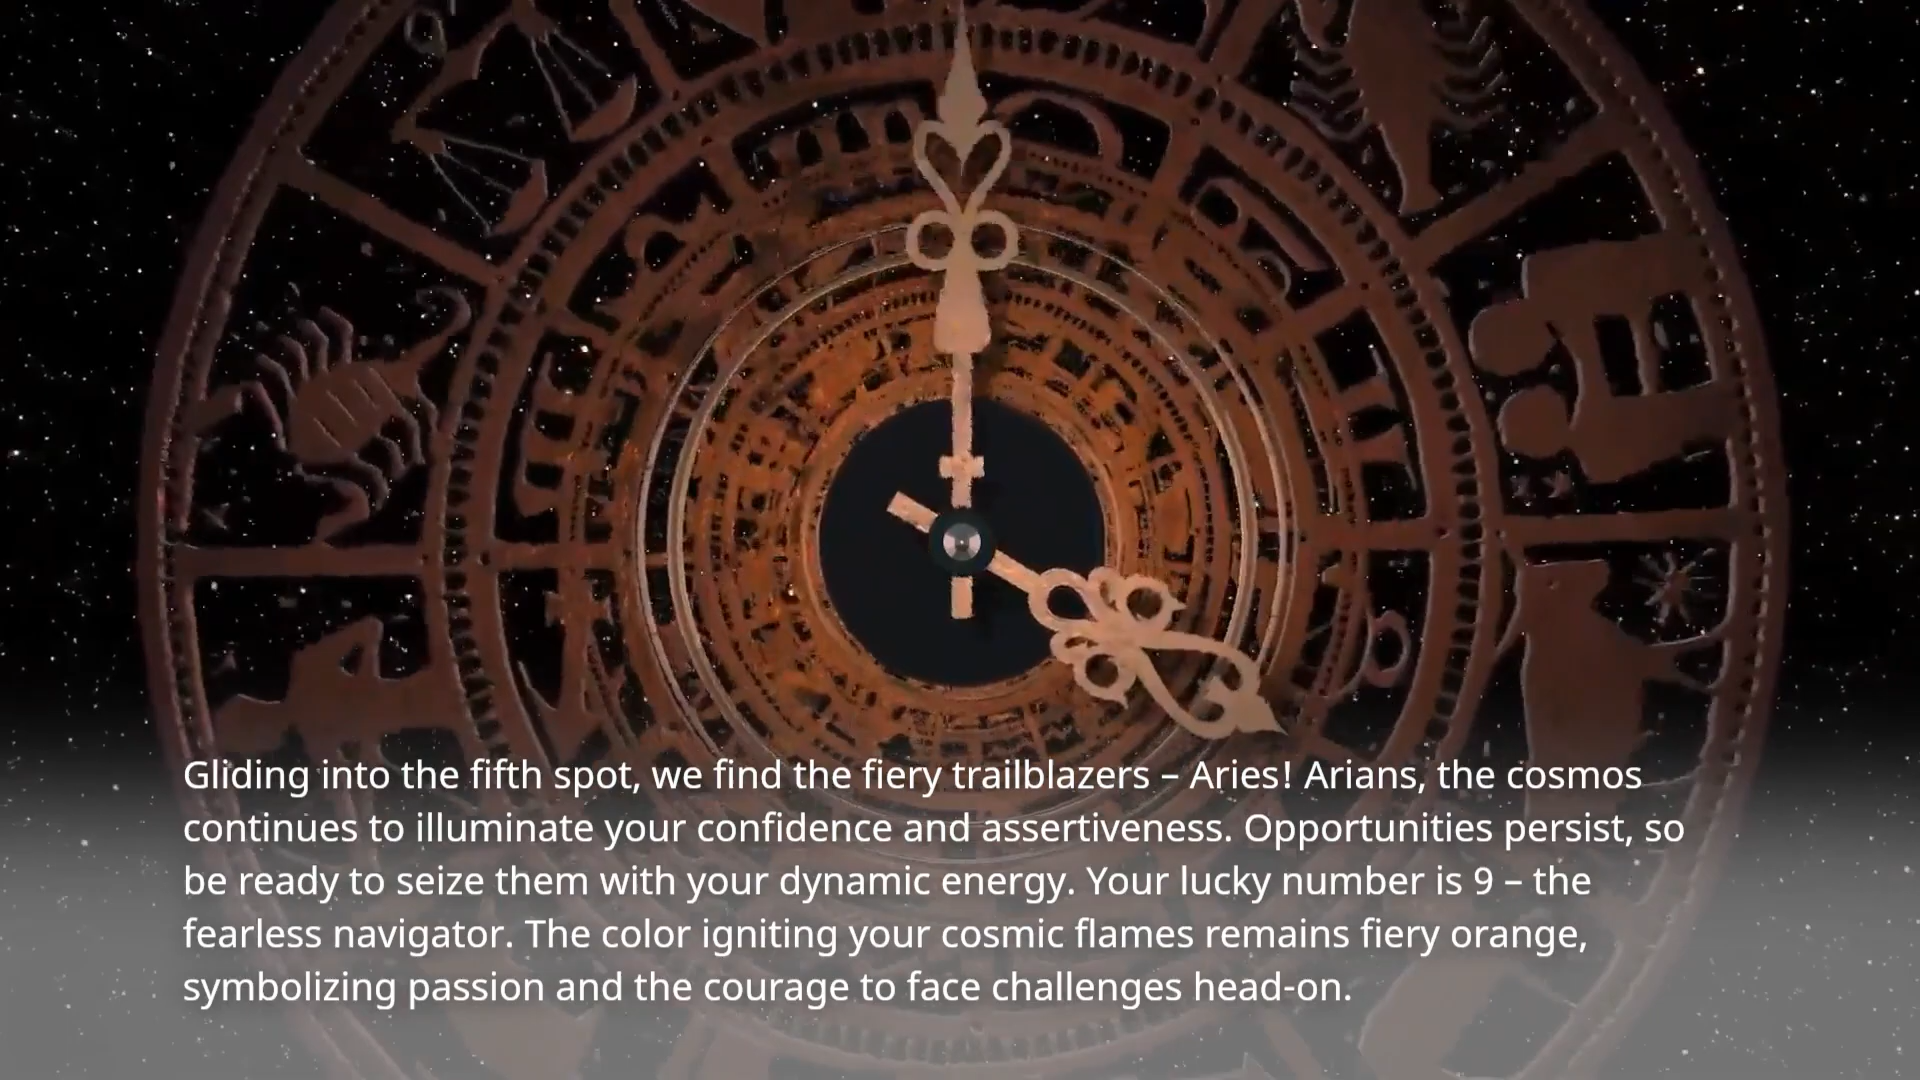 Gliding into the fifth spot, we find the fiery trailblazers – Aries! Arians, the cosmos
continues to illuminate your confidence and assertiveness. Opportunities persist, so
be ready to seize them with your dynamic energy. Your lucky number is 9 – the
fearless navigator. The color igniting your cosmic flames remains fiery orange,
symbolizing passion and the courage to face challenges head-on.